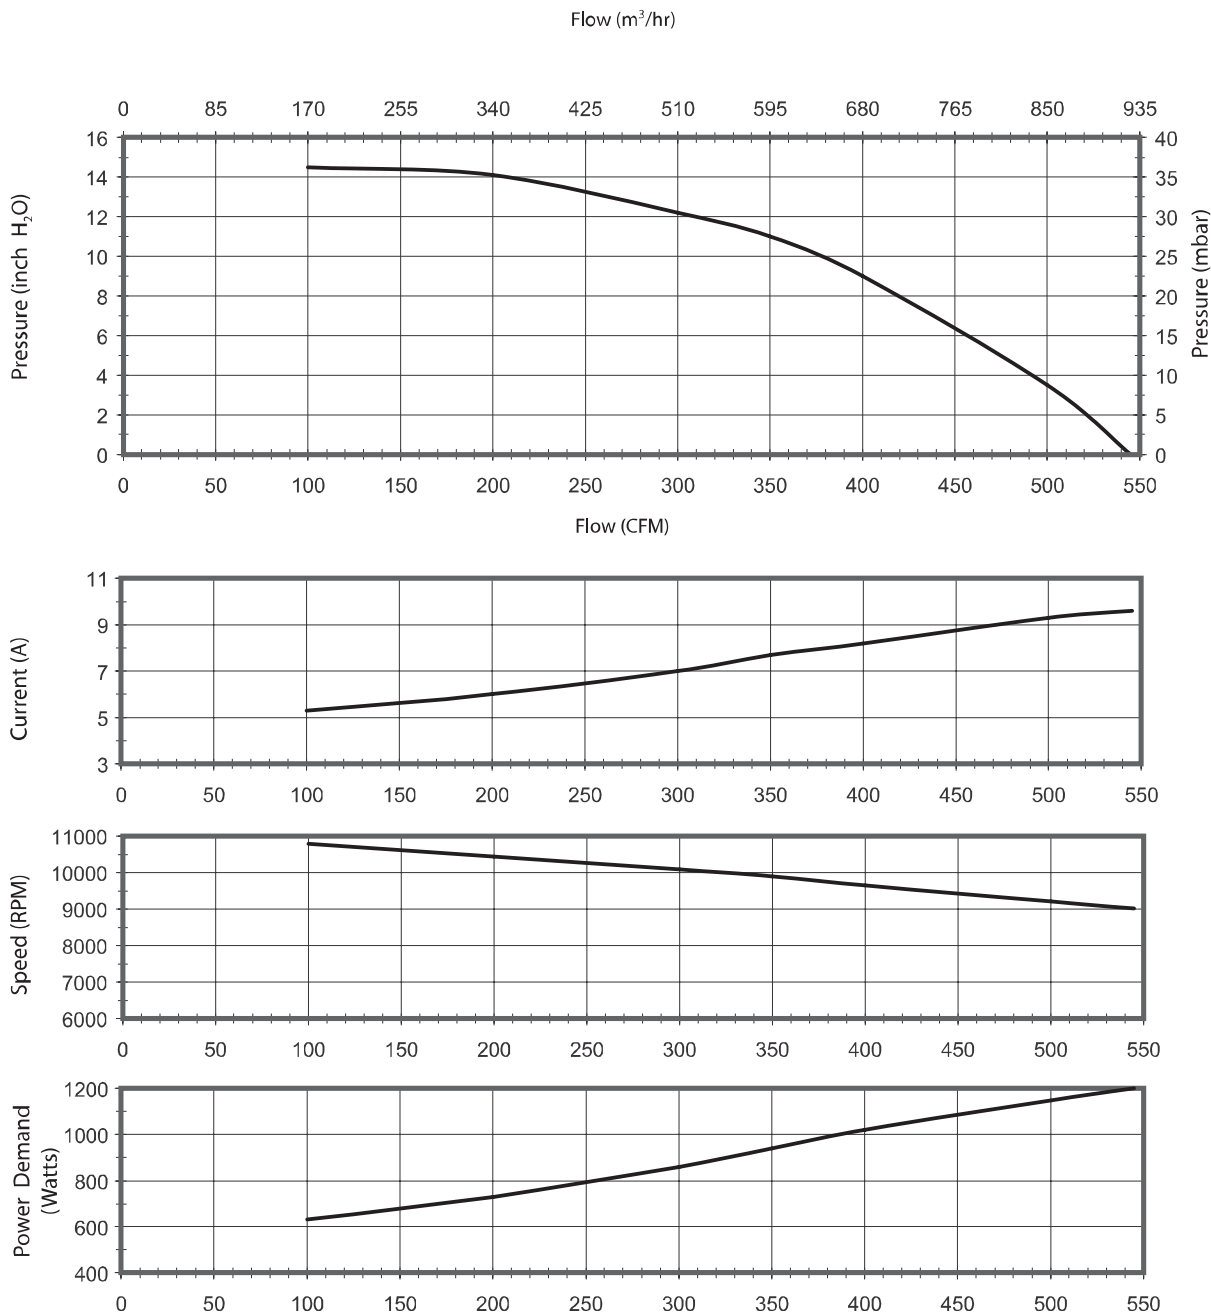 Flow (m³/hr)
0 85 170 255 340 425 510 595 680 765 850 935
Pressure (inch H₂O)
16
14
12
10
8
6
4
2
0
40
35
30
25
20
15
10
5
0
Pressure (mbar)
0 50 100 150 200 250 300 350 400 450 500 550
Flow (CFM)
Current (A)
11
9
7
5
3
0 50 100 150 200 250 300 350 400 450 500 550
Speed (RPM)
11000
10000
9000
8000
7000
6000
0 50 100 150 200 250 300 350 400 450 500 550
Power Demand
(Watts)
1200
1000
800
600
400
0 50 100 150 200 250 300 350 400 450 500 550